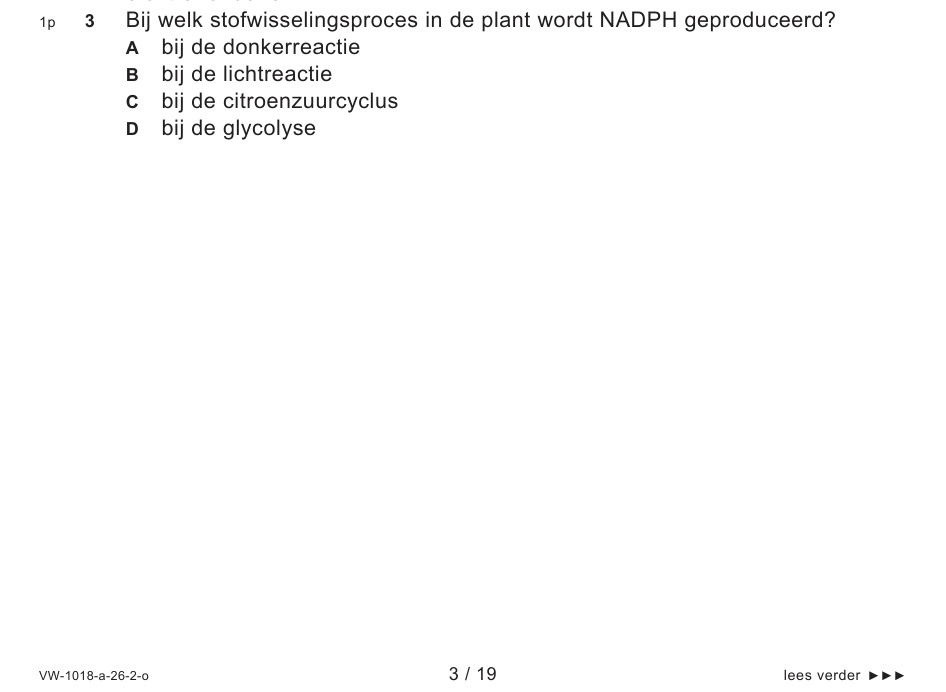 1p 3 Bij welk stofwisselingsproces in de plant wordt NADPH geproduceerd?
A bij de donkerreactie
B bij de lichtreactie
C bij de citroenzuurcyclus
D bij de glycolyse
VW-1018-a-26-2-o 3 / 19 lees verder ►►►